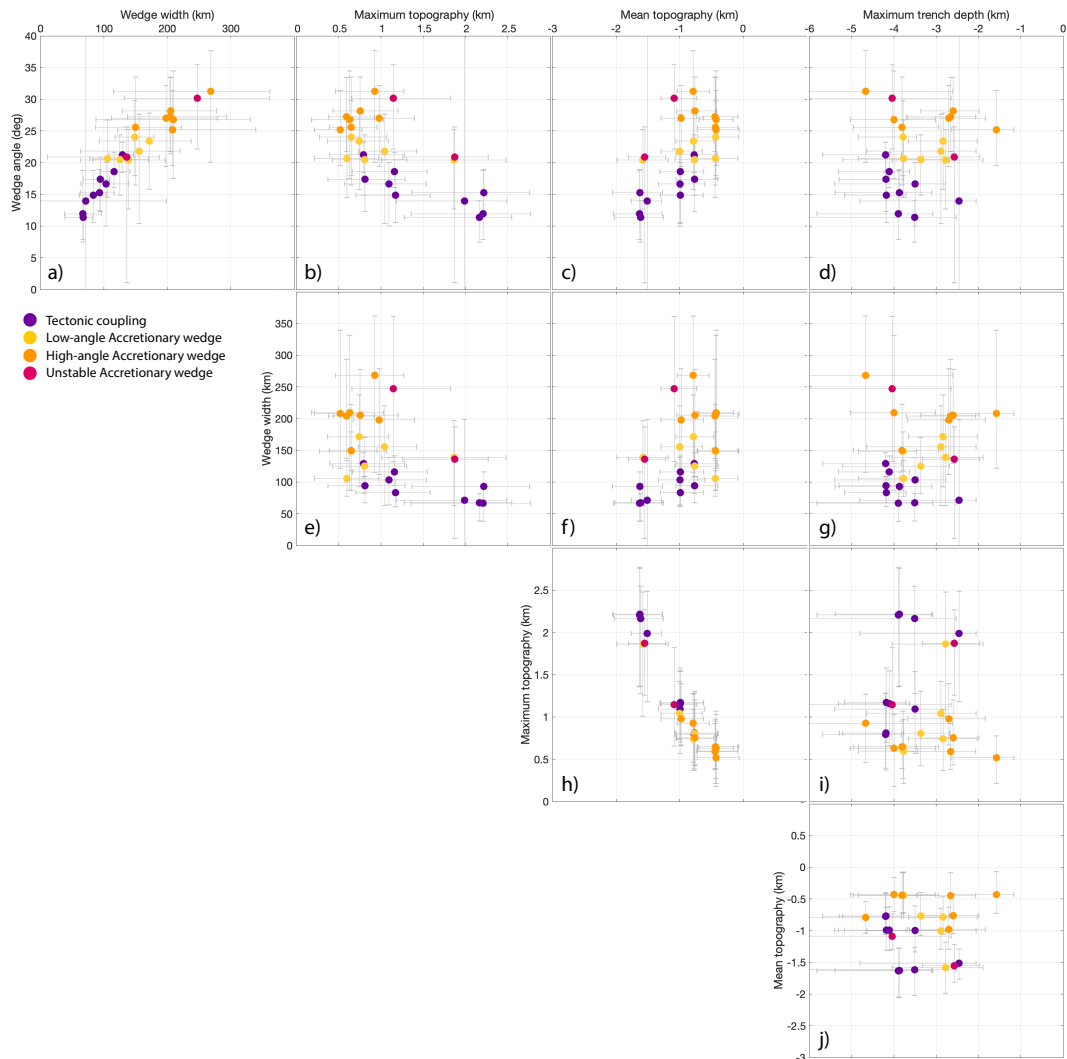 Wedge width (km)
Maximum topography (km)
Mean topography (km)
Maximum trench depth (km)
0 100 200 300
0 0.5 1 1.5 2 2.5
-3 -2 -1 0
-3 -5 -4 -3 -2 -1 0
Wedge angle (deg)
40
35
30
25
20
15
10
5
0
a)
b)
c)
d)
Tectonic coupling
Low-angle Accretionary wedge
High-angle Accretionary wedge
Unstable Accretionary wedge
Wedge width (km)
350
300
250
200
150
100
50
0
e)
f)
g)
Maximum topography (km)
2.5
2
1.5
1
0.5
0
-2 -1 0
h)
i)
Mean topography (km)
0.5
0
-0.5
-1
-1.5
-2
-2.5
-3
j)